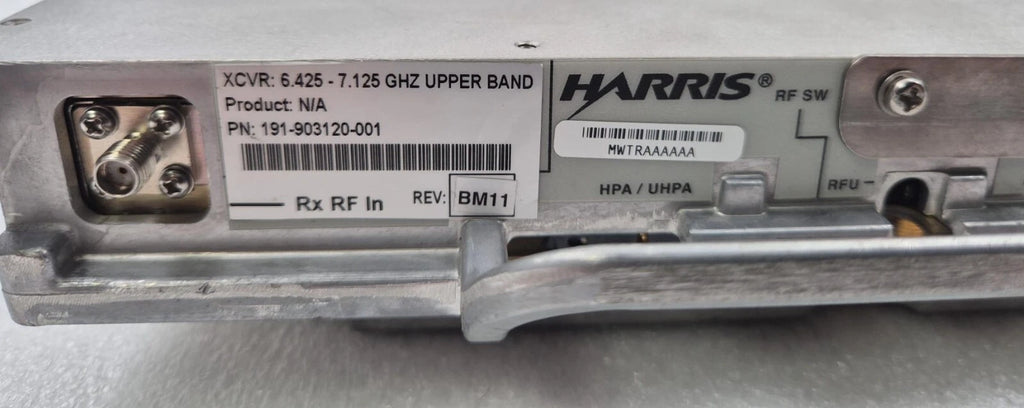 XCVR: 6.425 - 7.125 GHZ UPPER BAND
Product: N/A
PN: 191-903120-001
Rx RF In
REV: BM11
HARRIS®
RF SW
MWTRAAAAAA
HPA / UHPA
RFU